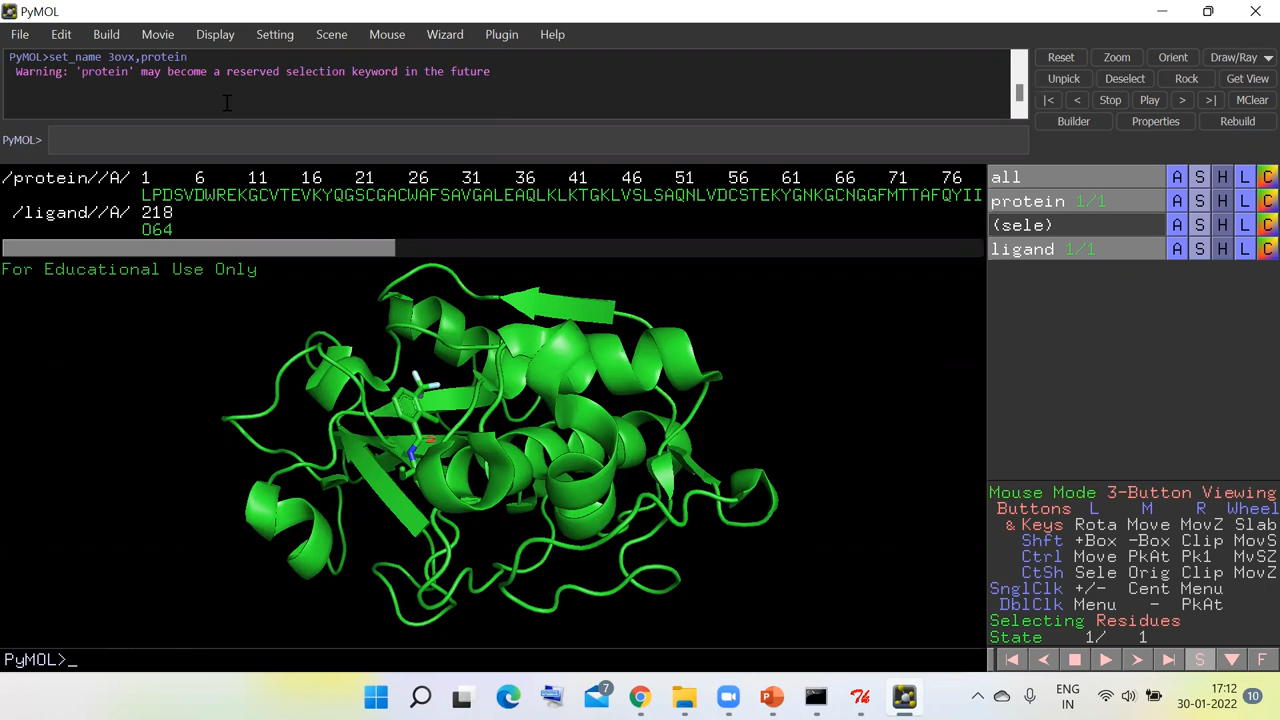 PyMOL
File Edit Build Movie Display Setting Scene Mouse Wizard Plugin Help
PyMOL>set_name 3ovx,protein
Warning: 'protein' may become a reserved selection keyword in the future
Reset Zoom Orient Draw/Ray
Unpick Deselect Rock Get View
|< < Stop Play > >| MClear
Builder Properties Rebuild
PyMOL>
/protein//A/ 1 6 11 16 21 26 31 36 41 46 51 56 61 66 71 76
LPDSVDWREKGCVTEVKYQGSCGACWAFSAVGALEAQLKLKTGKLVSLSAQNLVDCSTEKYGNKGCNGGFMTTAFQYII
/ligand//A/ 218
064
For Educational Use Only
all A S H L C
protein 1/1 A S H L C
(sele) A S H L C
ligand 1/1 A S H L C
Mouse Mode 3-Button Viewing
Buttons L M R Wheel
& Keys Rota Move MovZ Slab
Shft +Box -Box Clip MovS
Ctrl Move PkAt Pk1 MvSZ
CtSh Sele Orig Clip MovZ
SnglClk +/- Cent Menu
DblClk Menu - PkAt
Selecting Residues
State 1/ 1
PyMOL>_
S F
7
ENG
IN
17:12
30-01-2022
10